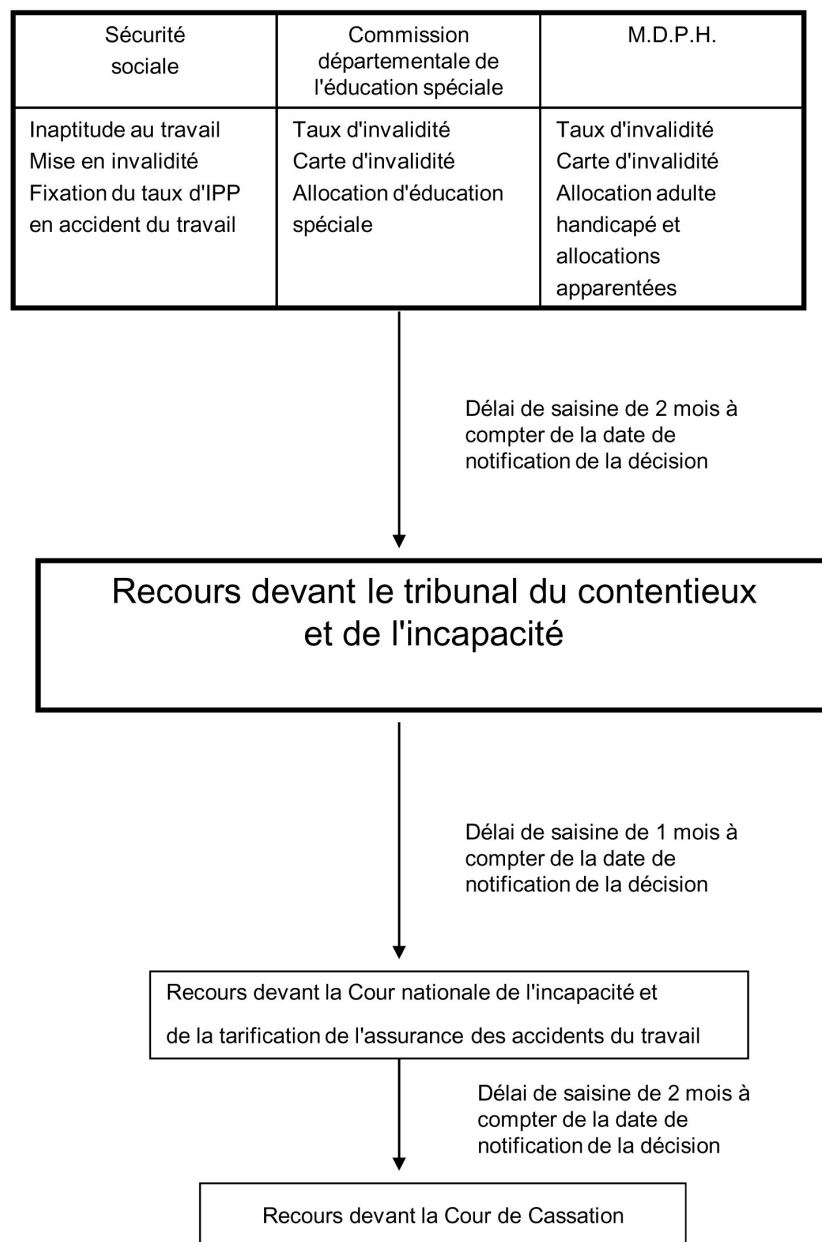 Sécurité
sociale
Commission
départementale de
l'éducation spéciale
M.D.P.H.
Inaptitude au travail
Mise en invalidité
Fixation du taux d'IPP
en accident du travail
Taux d'invalidité
Carte d'invalidité
Allocation d'éducation
spéciale
Taux d'invalidité
Carte d'invalidité
Allocation adulte
handicapé et
allocations
apparentées
Délai de saisine de 2 mois à
compter de la date de
notification de la décision
Recours devant le tribunal du contentieux
et de l'incapacité
Délai de saisine de 1 mois à
compter de la date de
notification de la décision
Recours devant la Cour nationale de l'incapacité et
de la tarification de l'assurance des accidents du travail
Délai de saisine de 2 mois à
compter de la date de
notification de la décision
Recours devant la Cour de Cassation